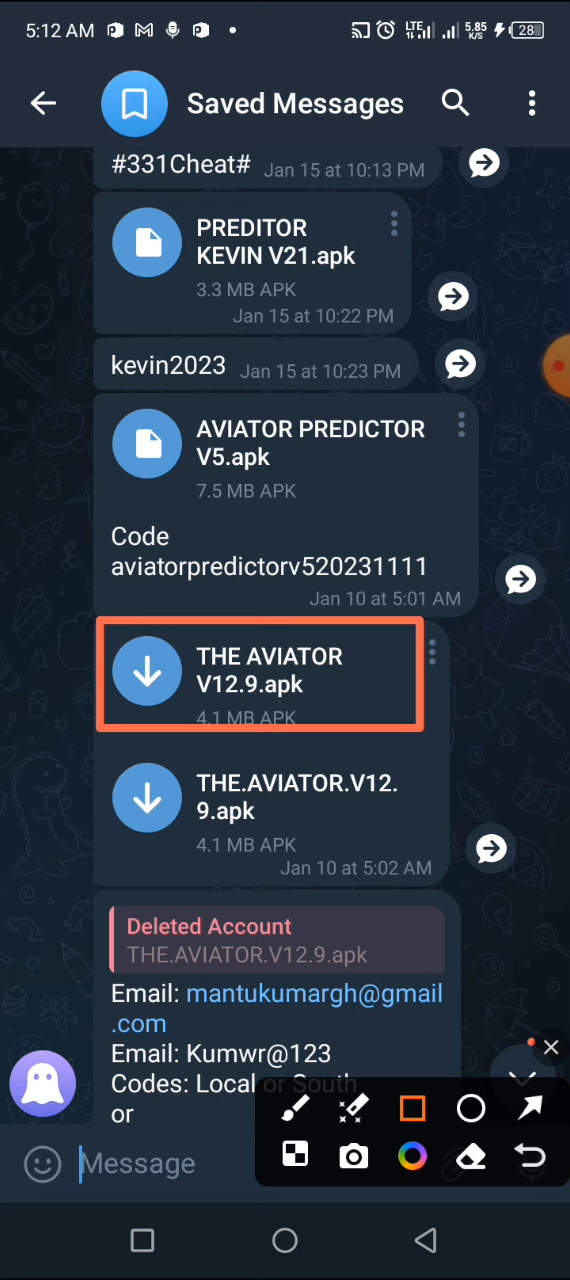 5:12 AM
LTE
5.85
K/S
28
Saved Messages
#331Cheat#
Jan 15 at 10:13 PM
PREDITOR
KEVIN V21.apk
3.3 MB APK
Jan 15 at 10:22 PM
kevin2023
Jan 15 at 10:23 PM
AVIATOR PREDICTOR
V5.apk
7.5 MB APK
Code
aviatorpredictorv520231111
Jan 10 at 5:01 AM
THE AVIATOR
V12.9.apk
4.1 MB APK
THE.AVIATOR.V12.
9.apk
4.1 MB APK
Jan 10 at 5:02 AM
Deleted Account
THE.AVIATOR.V12.9.apk
Email: mantukumargh@gmail
.com
Email: Kumwr@123
Codes: Local or South
or
Message